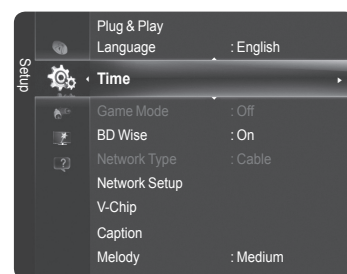 Setup
Plug & Play
Language : English
Time
Game Mode : Off
BD Wise : On
Network Type : Cable
Network Setup
V-Chip
Caption
Melody : Medium